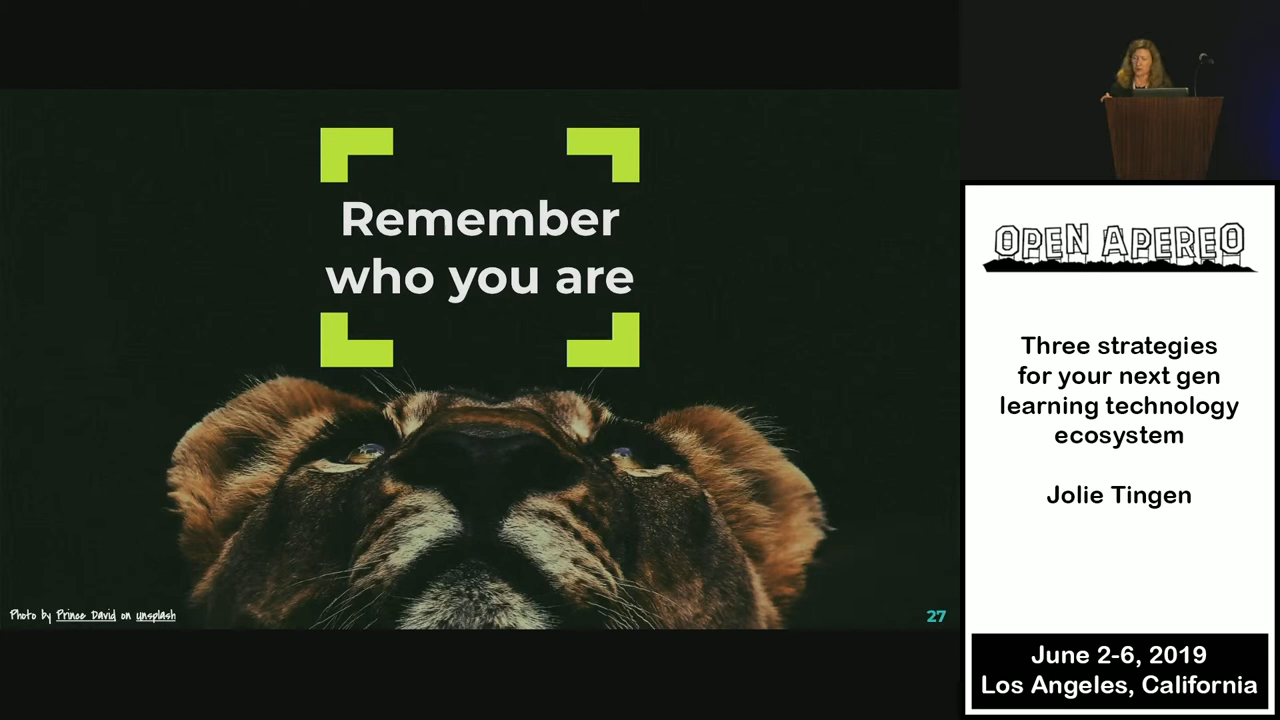 Remember
who you are
Photo by Prince David on unsplash
27
OPEN APEREO
Three strategies
for your next gen
learning technology
ecosystem
Jolie Tingen
June 2-6, 2019
Los Angeles, California